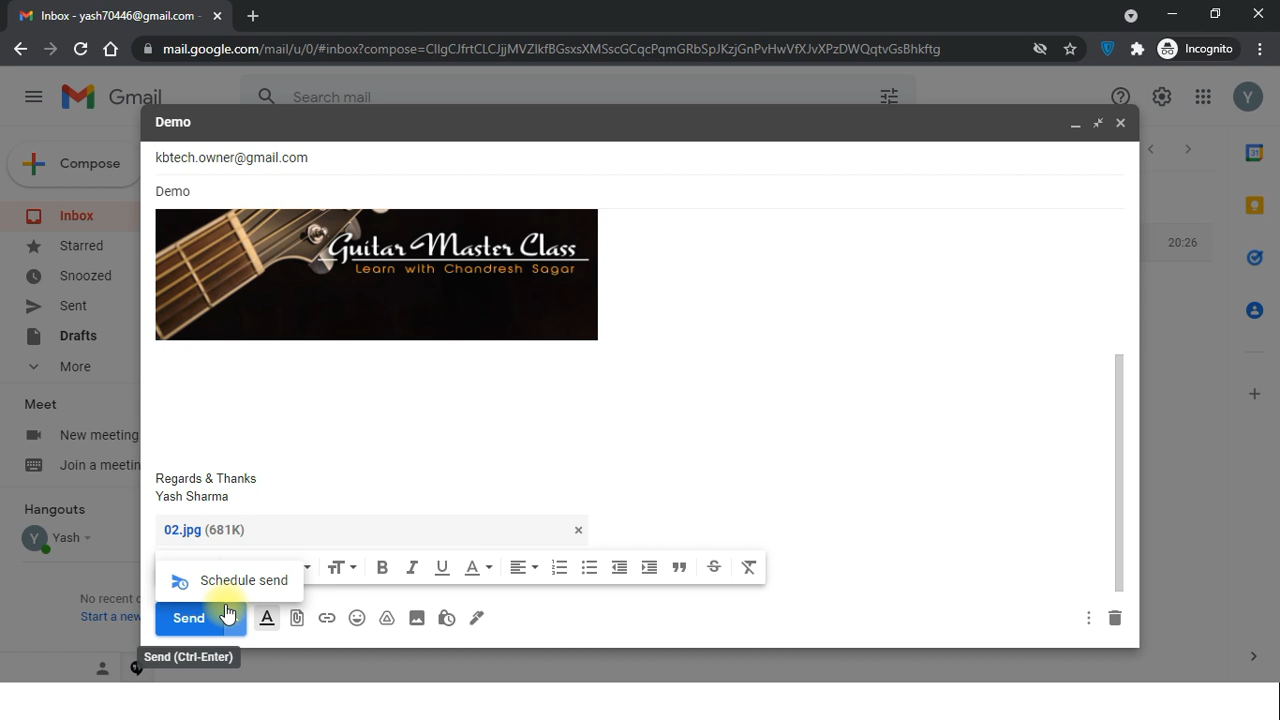 Inbox - yash70446@gmail.com -
mail.google.com/mail/u/0/#inbox?compose=CllgCJfrtCLCJjjMVZlkfBGsxsXMSscGCqcPqmGRbSpJKzjGnPvHwVfXJvXPzDWQqtvGsBhkftg
Incognito
Gmail
Search mail
Y
Demo
kbtech.owner@gmail.com
Compose
Demo
Inbox
Starred
Snoozed
Sent
Drafts
More
20:26
Guitar Master Class
Learn with Chandresh Sagar
Meet
New meeting
Join a meetin
Hangouts
Y Yash
No recent c
Start a new
Regards & Thanks
Yash Sharma
02.jpg (681K)
Schedule send
Send
Send (Ctrl-Enter)